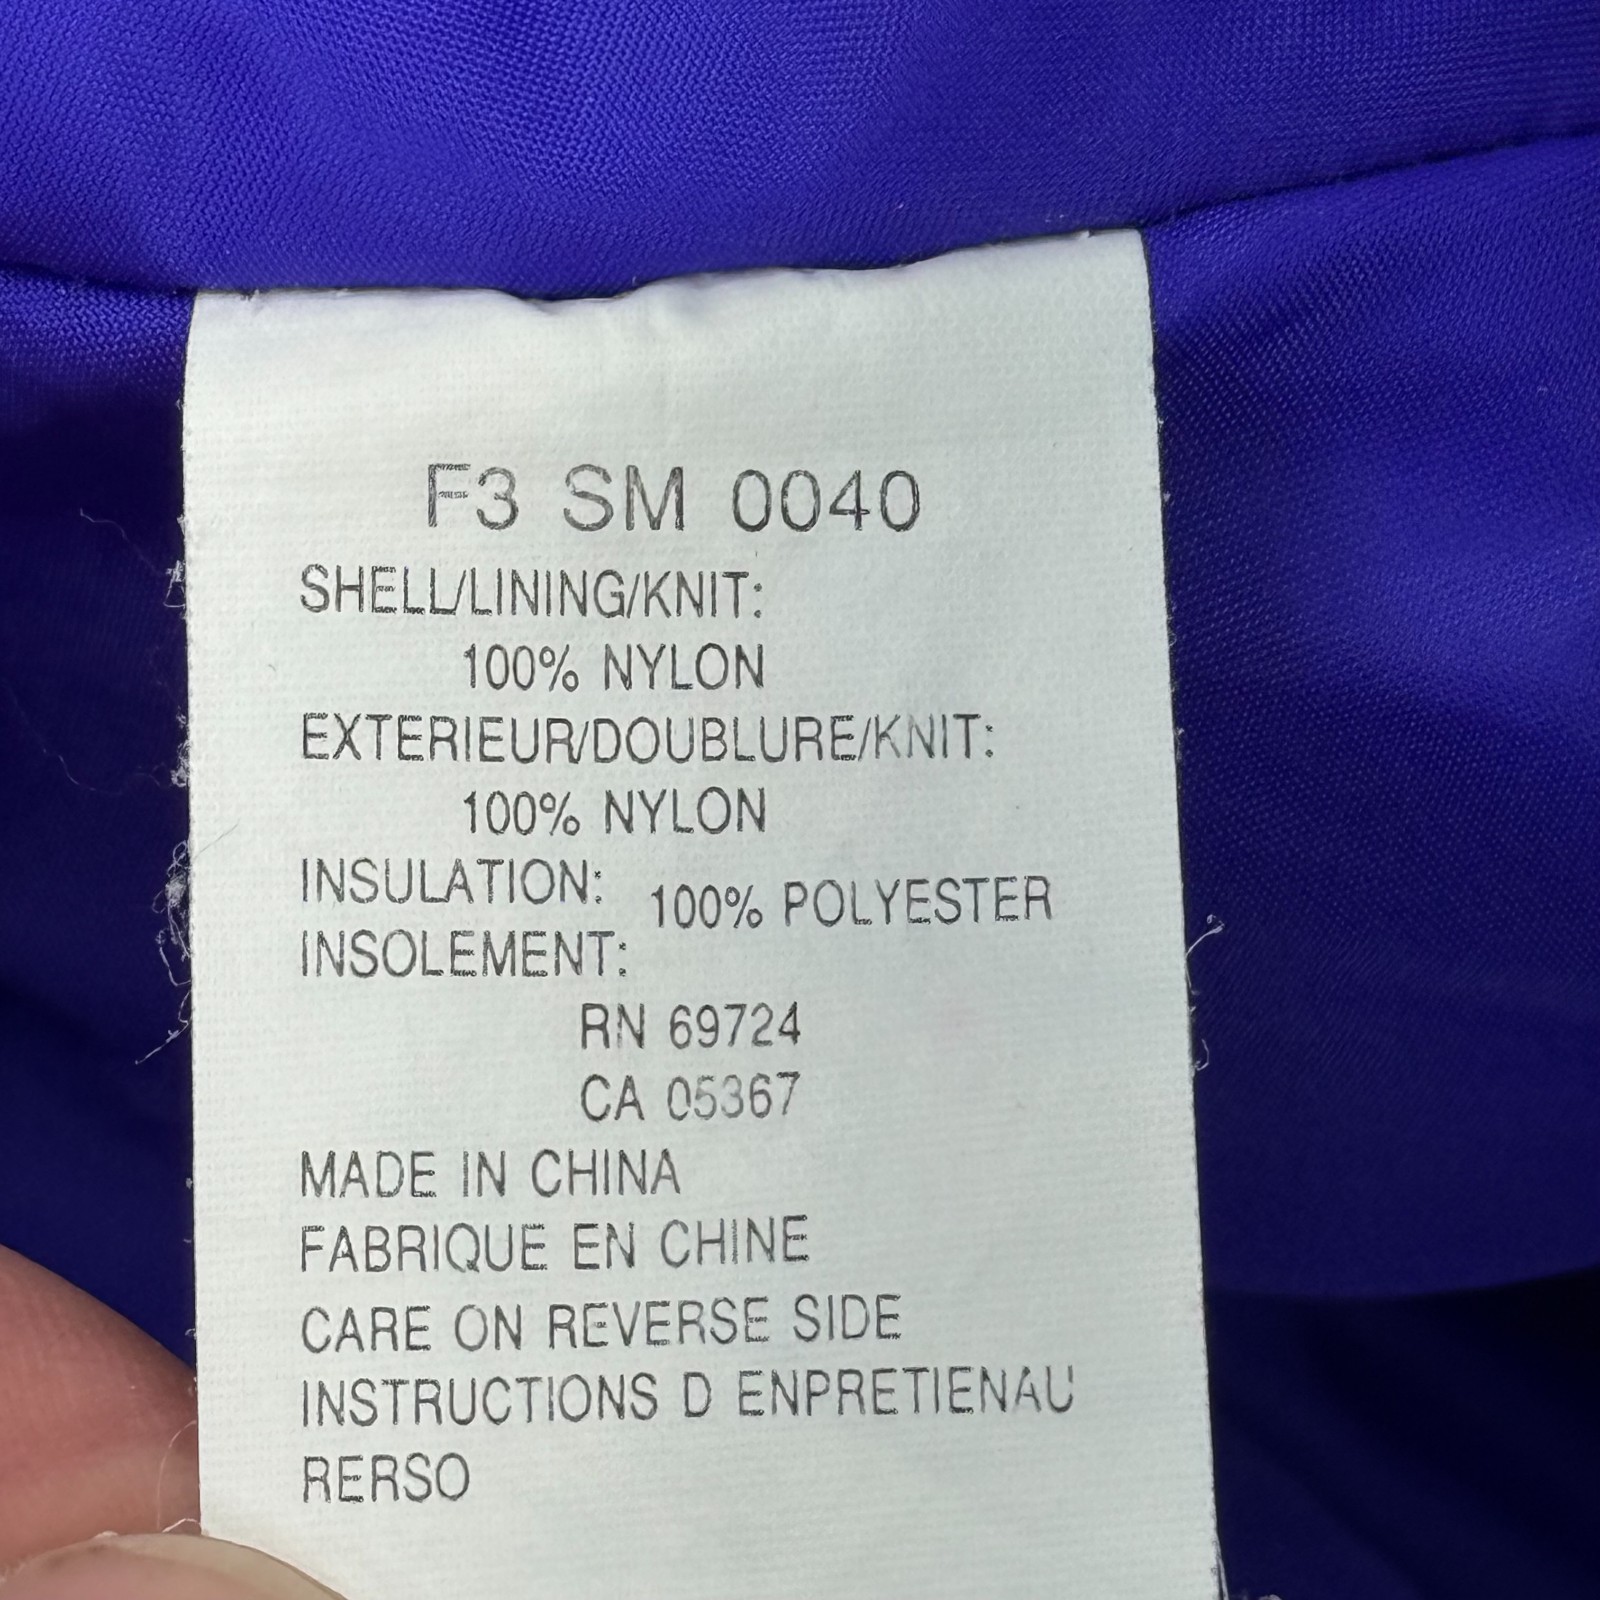 F3 SM 0040
SHELL/LINING/KNIT:
100% NYLON
EXTERIEUR/DOUBLURE/KNIT:
100% NYLON
INSULATION: 100% POLYESTER
INSOLEMENT:
RN 69724
CA 05367
MADE IN CHINA
FABRIQUE EN CHINE
CARE ON REVERSE SIDE
INSTRUCTIONS D ENPRETIENAU
RERSO